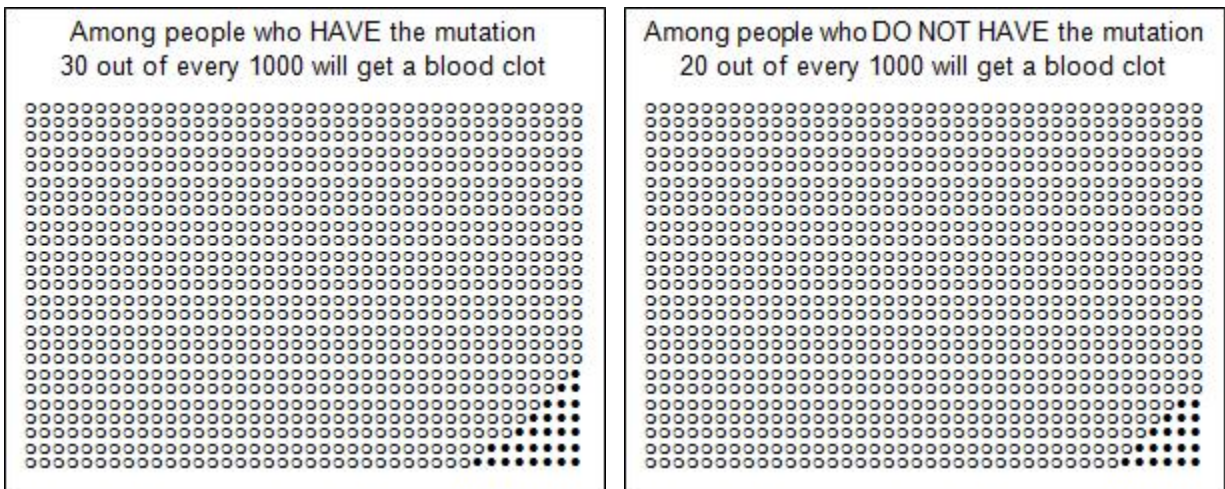 Among people who HAVE the mutation
30 out of every 1000 will get a blood clot
Among people who DO NOT HAVE the mutation
20 out of every 1000 will get a blood clot